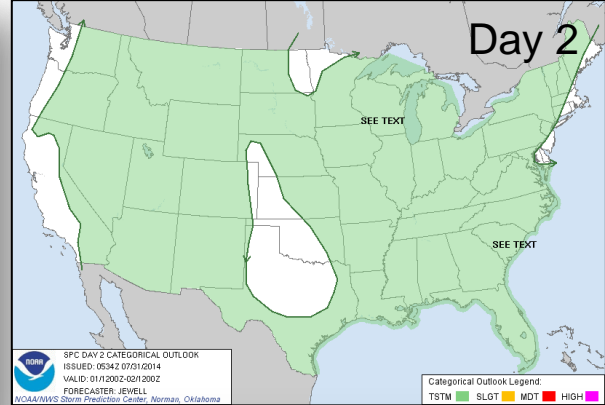 Day 2
SEE TEXT
SEE TEXT
NOAA
SPC DAY 2 CATEGORICAL OUTLOOK
ISSUED: 0534Z 07/31/2014
VALID: 01/1200Z-02/1200Z
FORECASTER: JEWELL
NOAA/NWS Storm Prediction Center, Norman, Oklahoma
Categorical Outlook Legend:
TSTM SLGT MDT HIGH